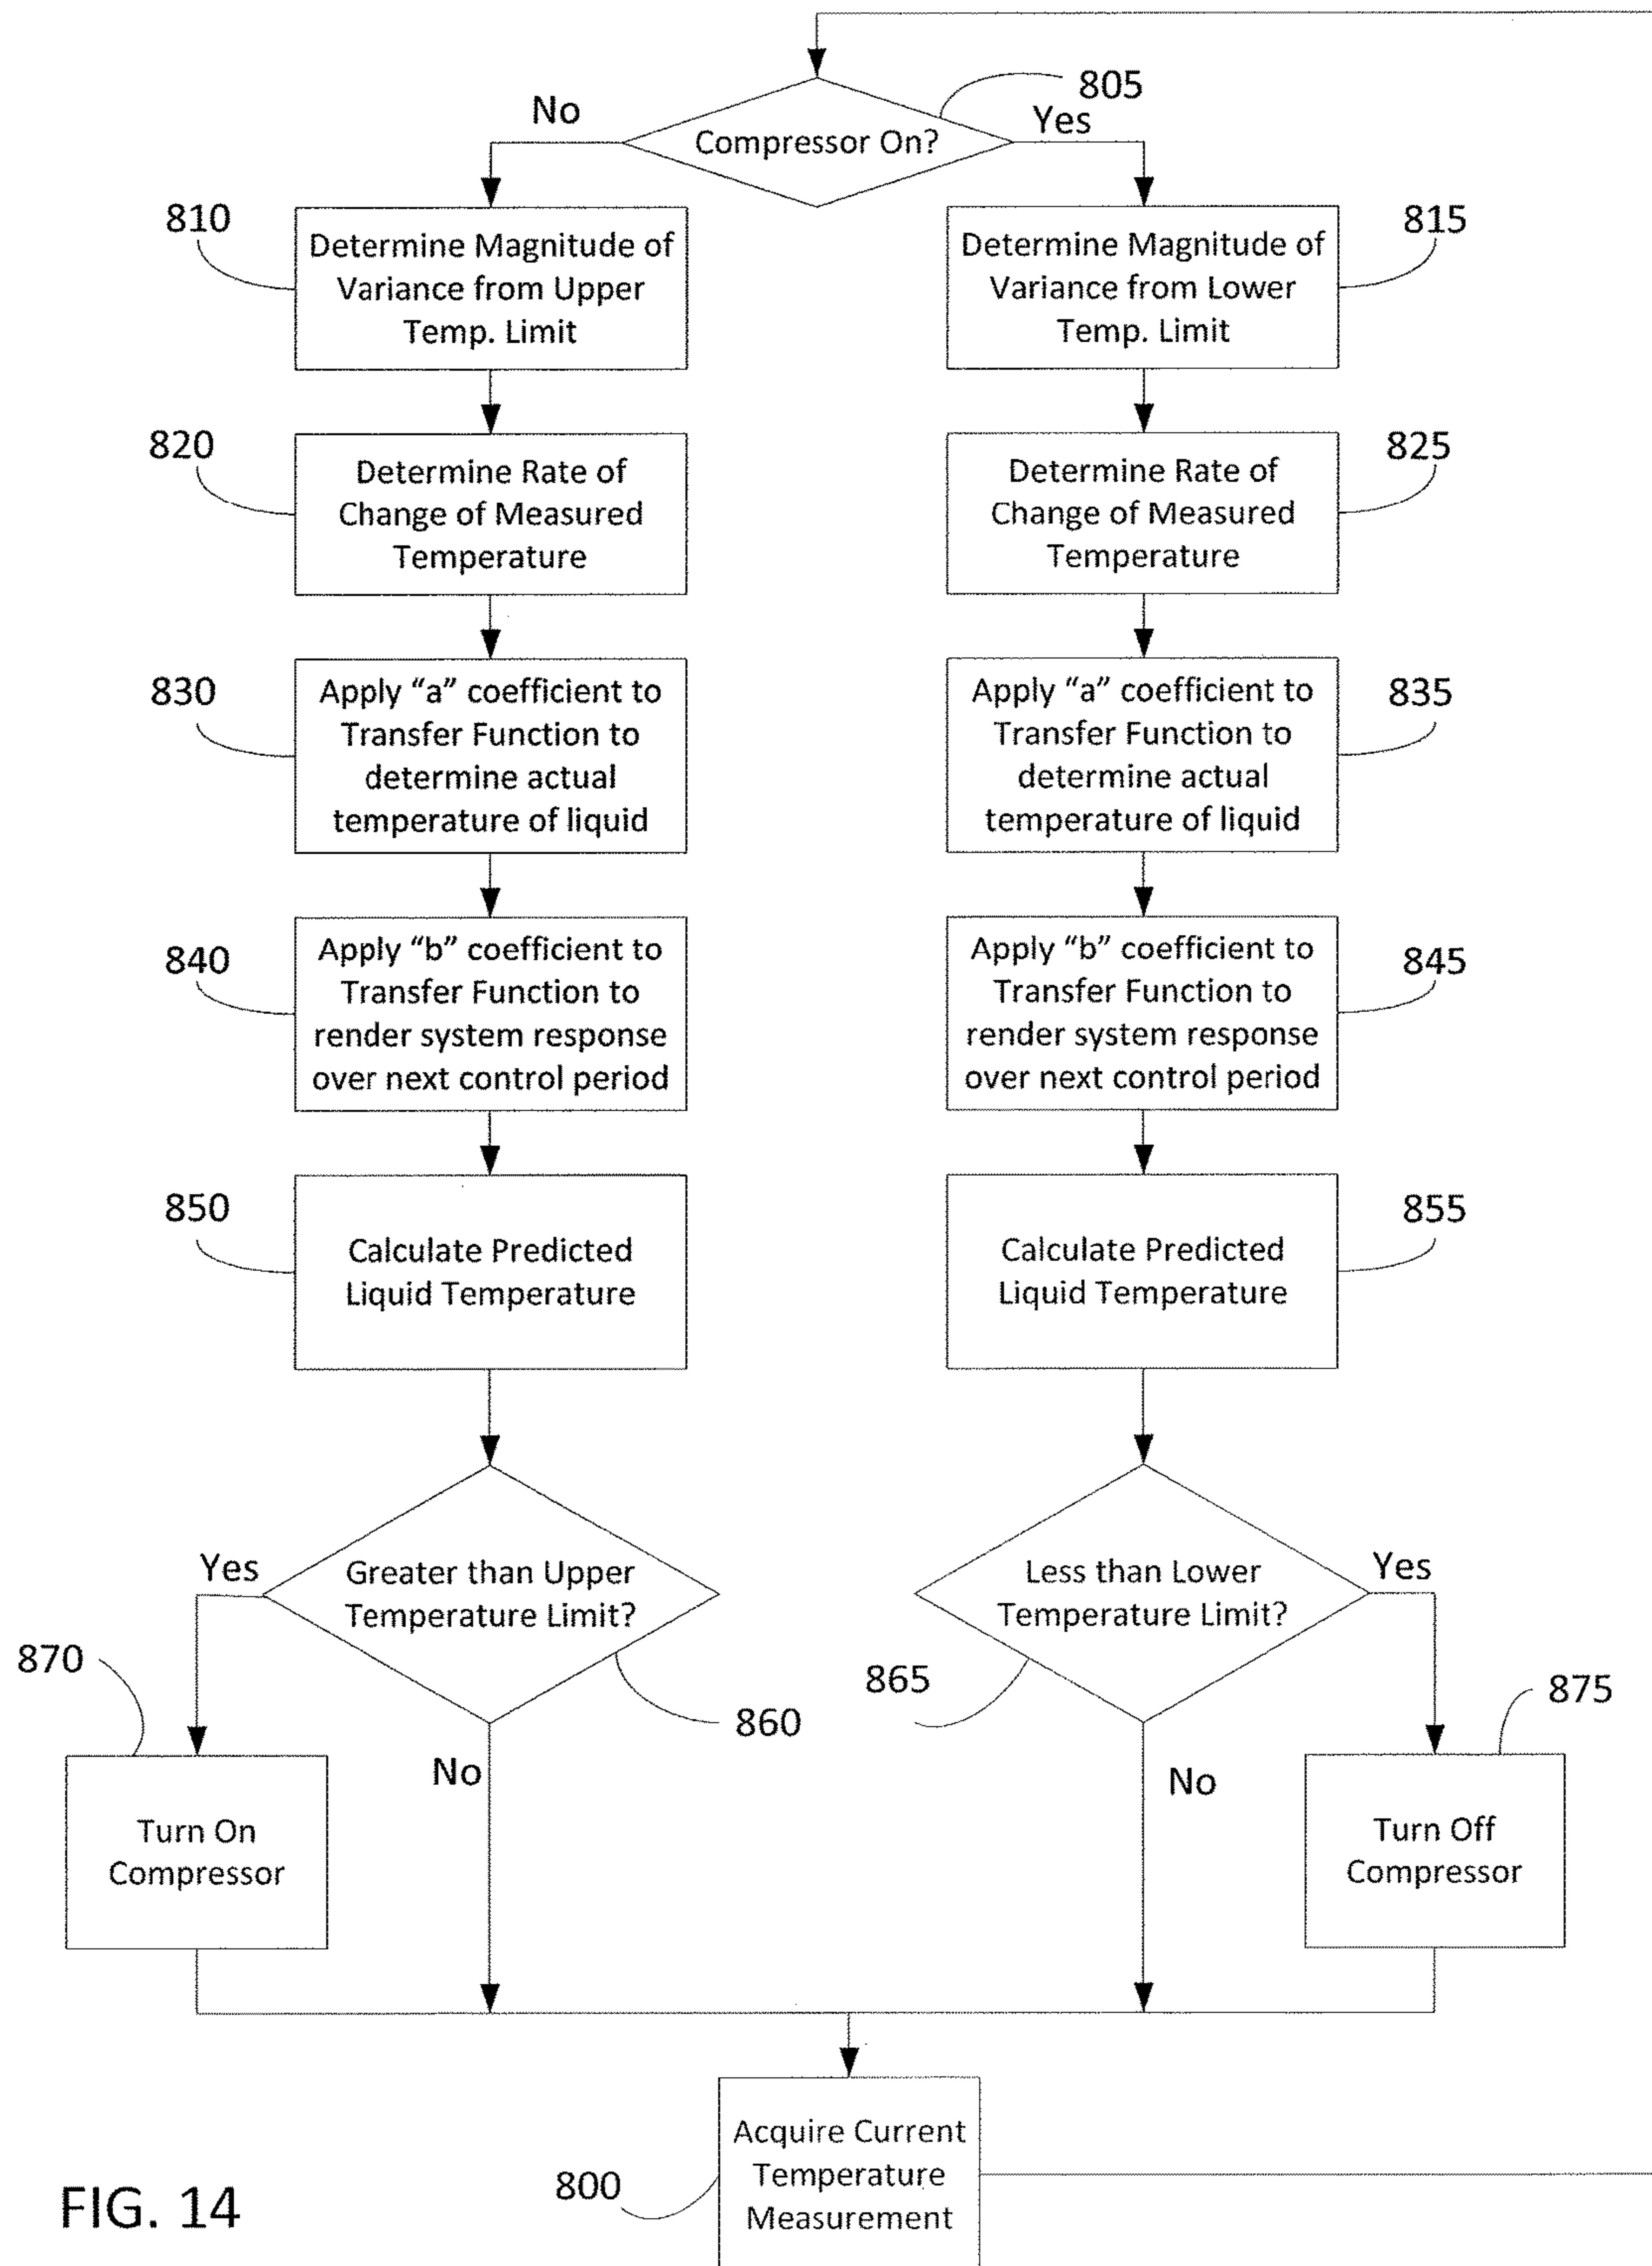 805
No
Yes
Compressor On?
810
Determine Magnitude of
Variance from Upper
Temp. Limit
Determine Magnitude of
Variance from Lower
Temp. Limit
815
820
Determine Rate of
Change of Measured
Temperature
Determine Rate of
Change of Measured
Temperature
825
830
Apply “a” coefficient to
Transfer Function to
determine actual
temperature of liquid
Apply “a” coefficient to
Transfer Function to
determine actual
temperature of liquid
835
840
Apply “b” coefficient to
Transfer Function to
render system response
over next control period
Apply “b” coefficient to
Transfer Function to
render system response
over next control period
845
850
Calculate Predicted
Liquid Temperature
Calculate Predicted
Liquid Temperature
855
Yes
Greater than Upper
Temperature Limit?
Less than Lower
Temperature Limit?
Yes
870
860
865
875
No
No
Turn On
Compressor
Turn Off
Compressor
800
Acquire Current
Temperature
Measurement
FIG. 14